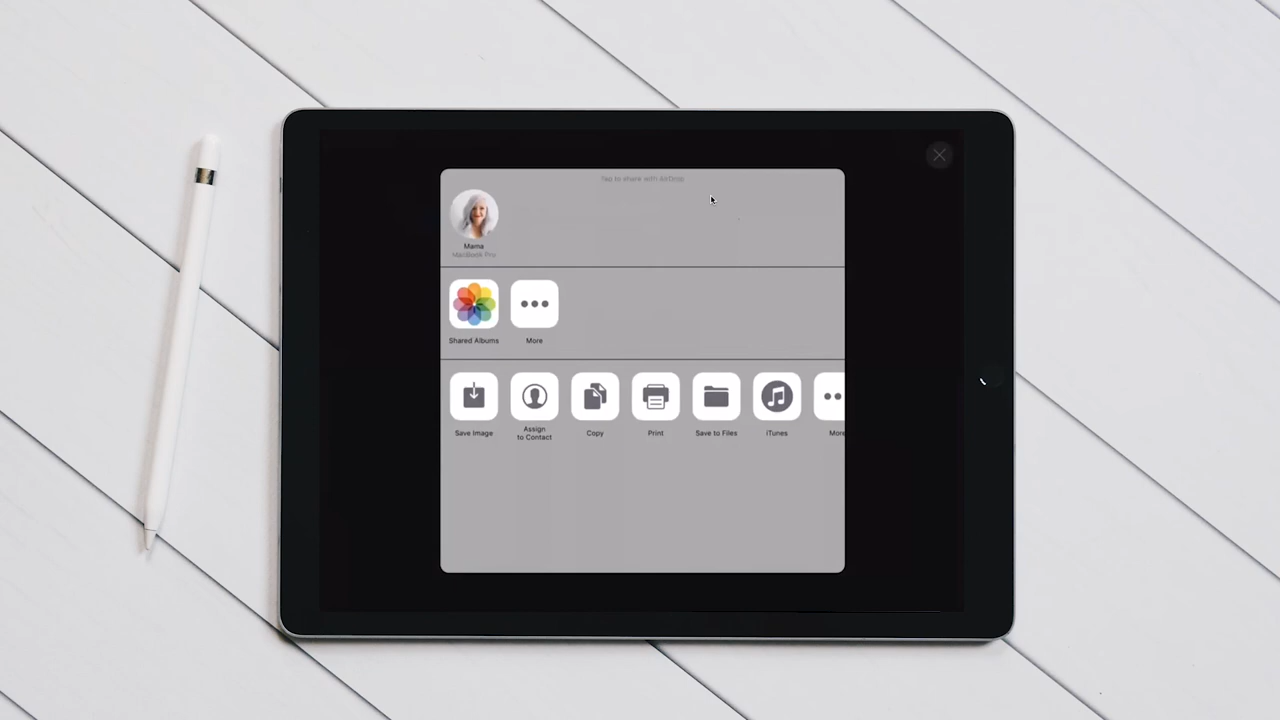 Tap to share with AirDrop
Mama
MacBook Pro
Shared Albums
More
Save Image
Assign
to Contact
Copy
Print
Save to Files
iTunes
More